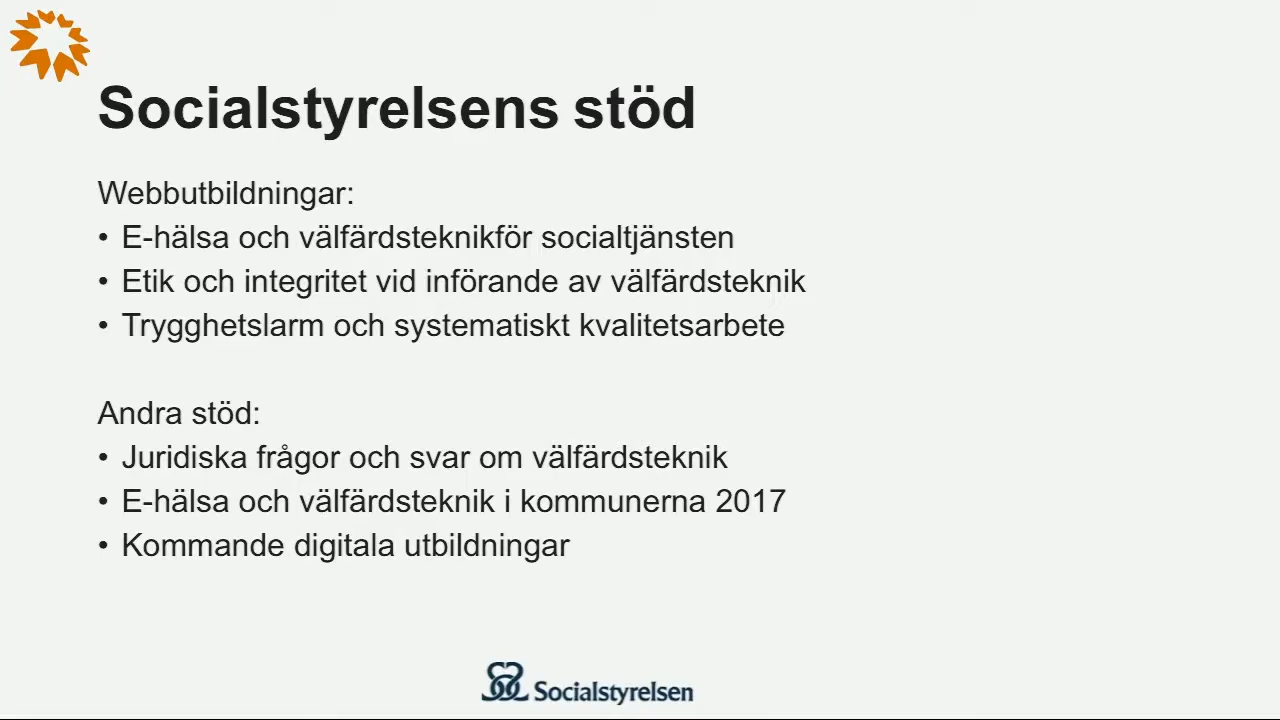 Socialstyrelsens stöd
Webbutbildningar:
• E-hälsa och välfärdsteknikför socialtjänsten
• Etik och integritet vid införande av välfärdsteknik
• Trygghetslarm och systematiskt kvalitetsarbete
Andra stöd:
• Juridiska frågor och svar om välfärdsteknik
• E-hälsa och välfärdsteknik i kommunerna 2017
• Kommande digitala utbildningar
Socialstyrelsen